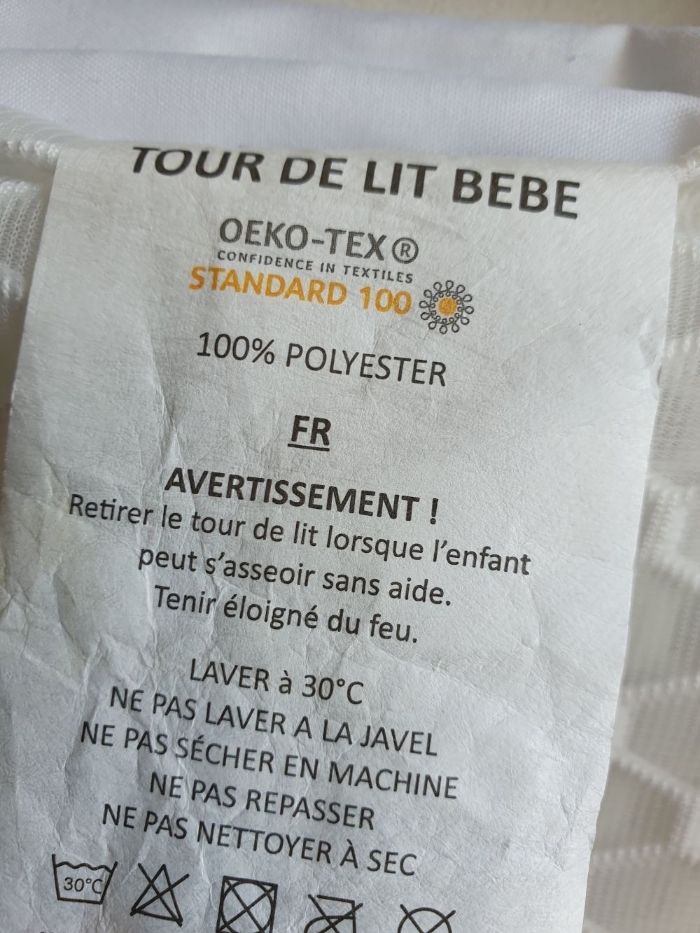 TOUR DE LIT BEBE
OEKO-TEX®
CONFIDENCE IN TEXTILES
STANDARD 100
100% POLYESTER
FR
AVERTISSEMENT !
Retirer le tour de lit lorsque l'enfant
peut s'asseoir sans aide.
Tenir éloigné du feu.
LAVER à 30°C
NE PAS LAVER A LA JAVEL
NE PAS SÉCHER EN MACHINE
NE PAS REPASSER
NE PAS NETTOYER À SEC
30°C